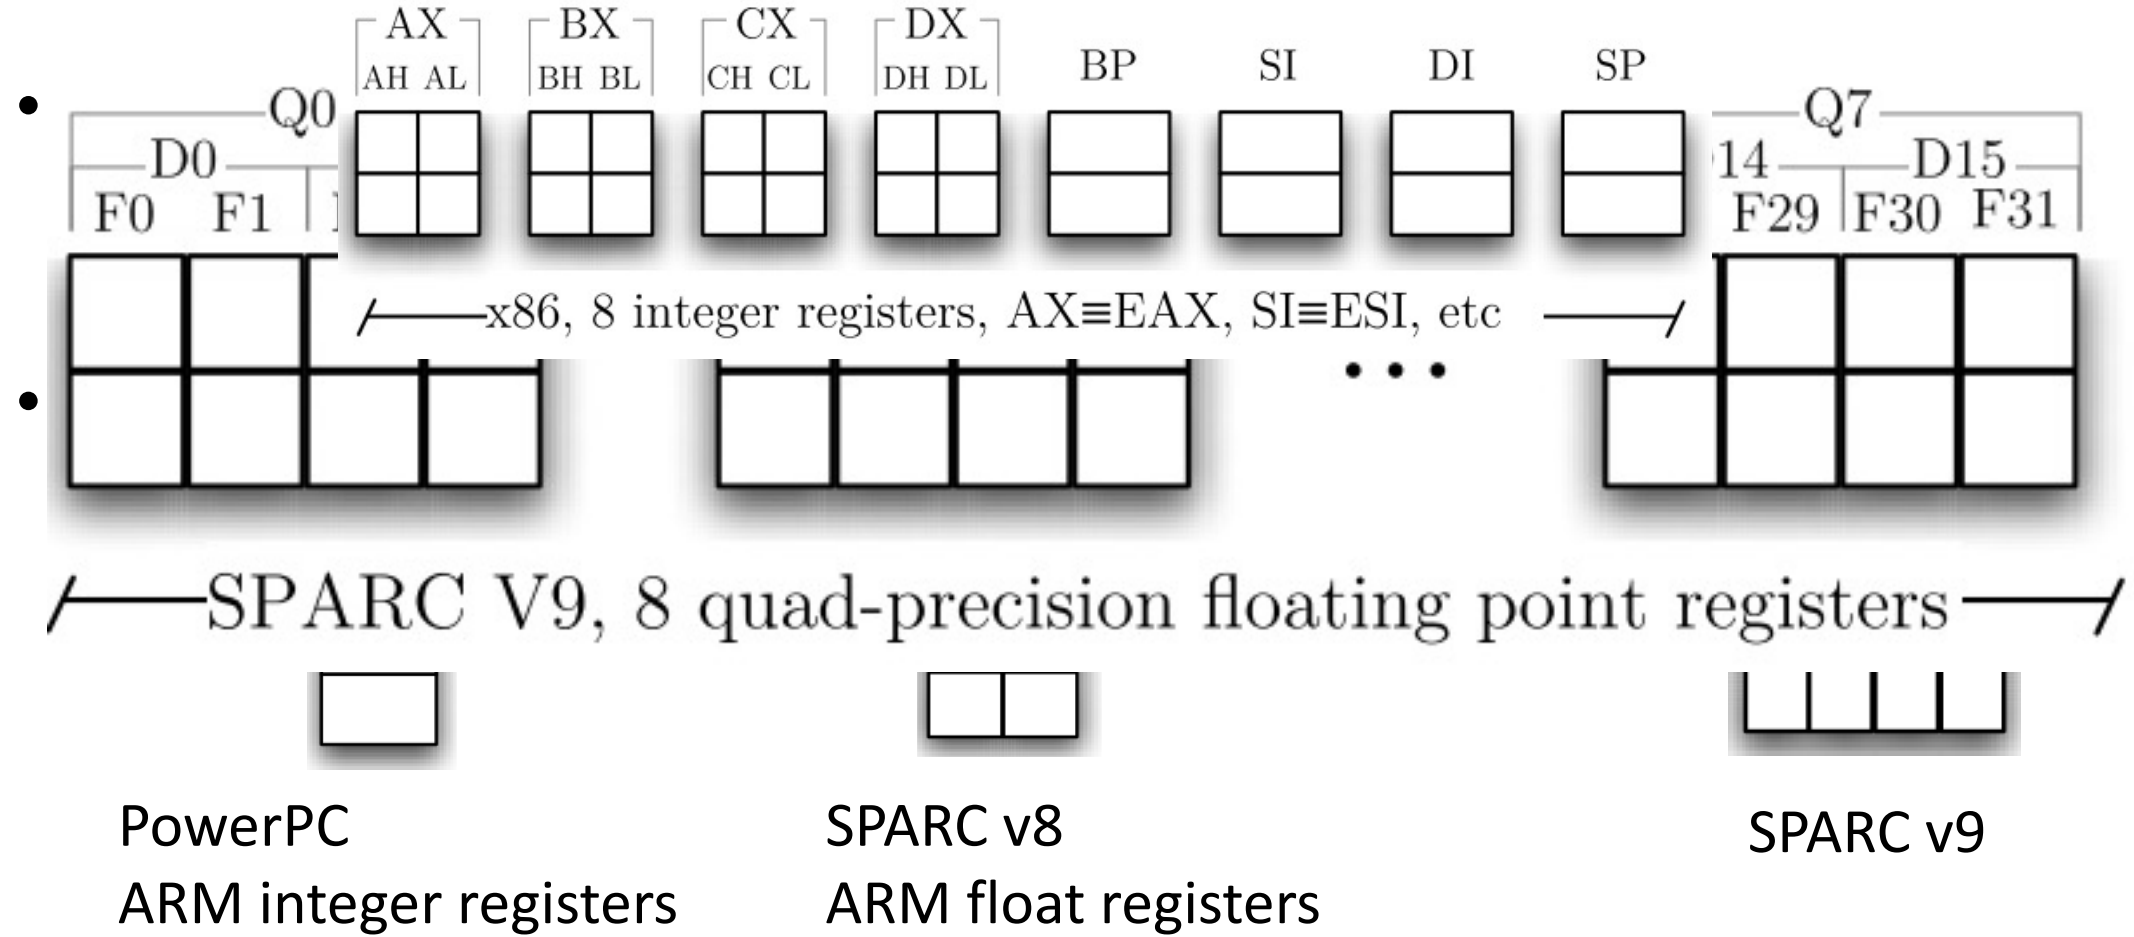 AX BX CX DX
AH AL BH BL CH CL DH DL BP SI DI SP
Q0 Q7
D0 D15
F0 F1 F29 F30 F31
x86, 8 integer registers, AX≡EAX, SI≡ESI, etc
• • •
SPARC V9, 8 quad-precision floating point registers
PowerPC
ARM integer registers
SPARC v8
ARM float registers
SPARC v9